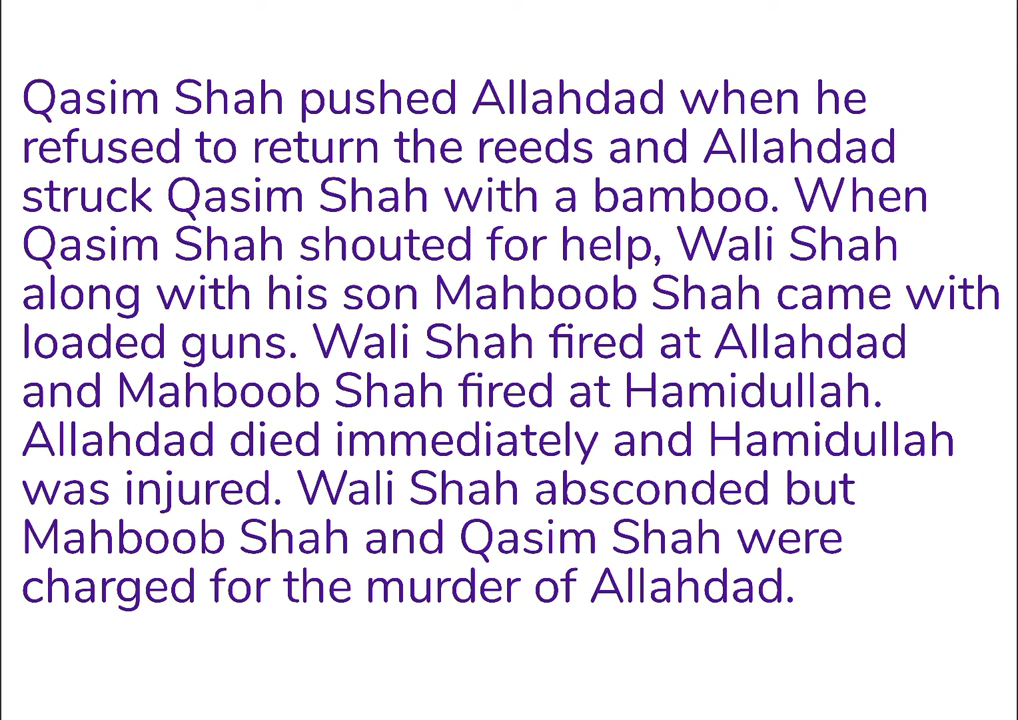 Qasim Shah pushed Allahdad when he
refused to return the reeds and Allahdad
struck Qasim Shah with a bamboo. When
Qasim Shah shouted for help, Wali Shah
along with his son Mahboob Shah came with
loaded guns. Wali Shah fired at Allahdad
and Mahboob Shah fired at Hamidullah.
Allahdad died immediately and Hamidullah
was injured. Wali Shah absconded but
Mahboob Shah and Qasim Shah were
charged for the murder of Allahdad.